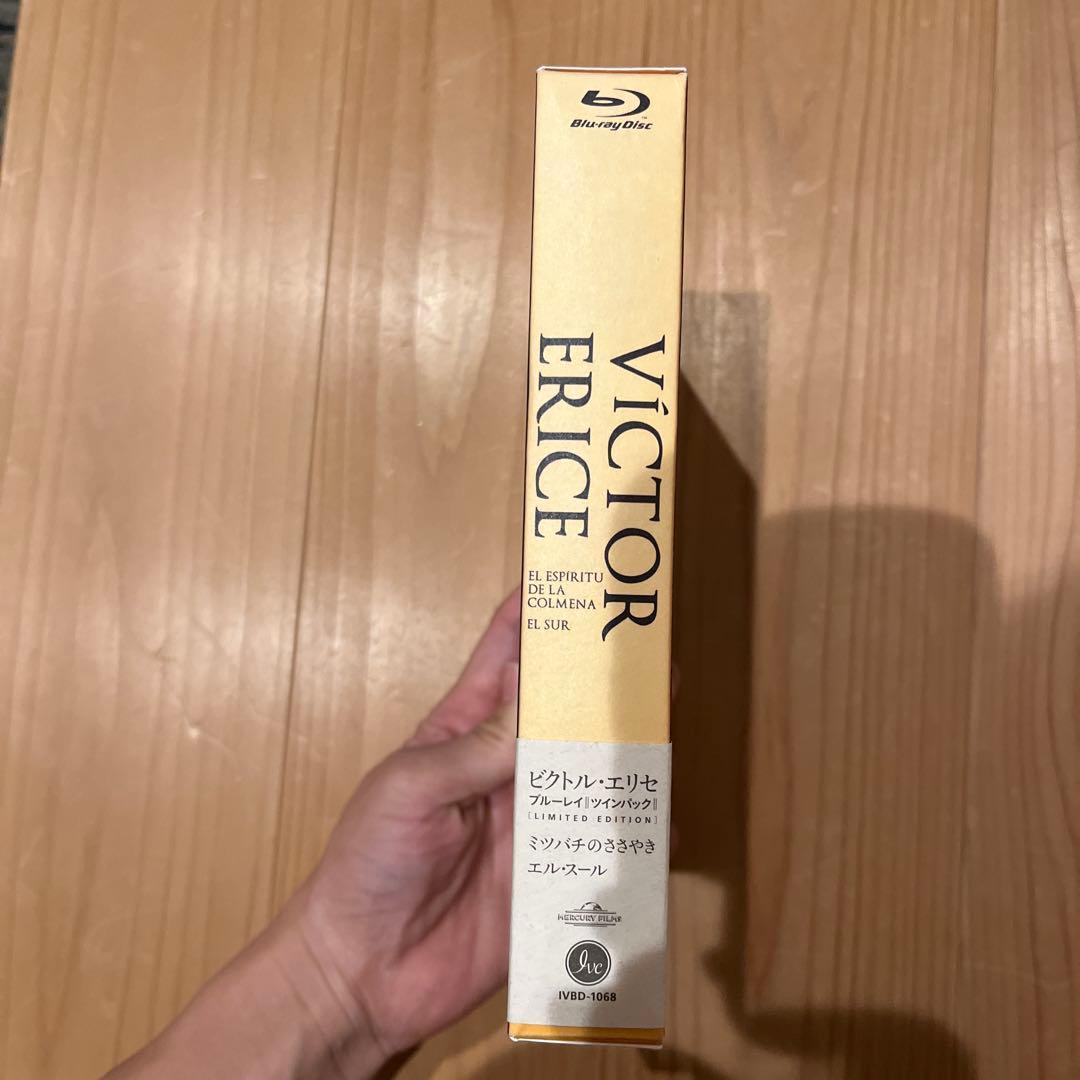 Blu-ray Disc
VÍCTOR
ERICE
EL ESPÍRITU
DE LA
COLMENA
EL SUR
ビクトル・エリセ
ブルーレイ‖ツインパック‖
[LIMITED EDITION]
ミツバチのささやき
エル・スール
MERCURY FILMS
Ivc
IVBD-1068